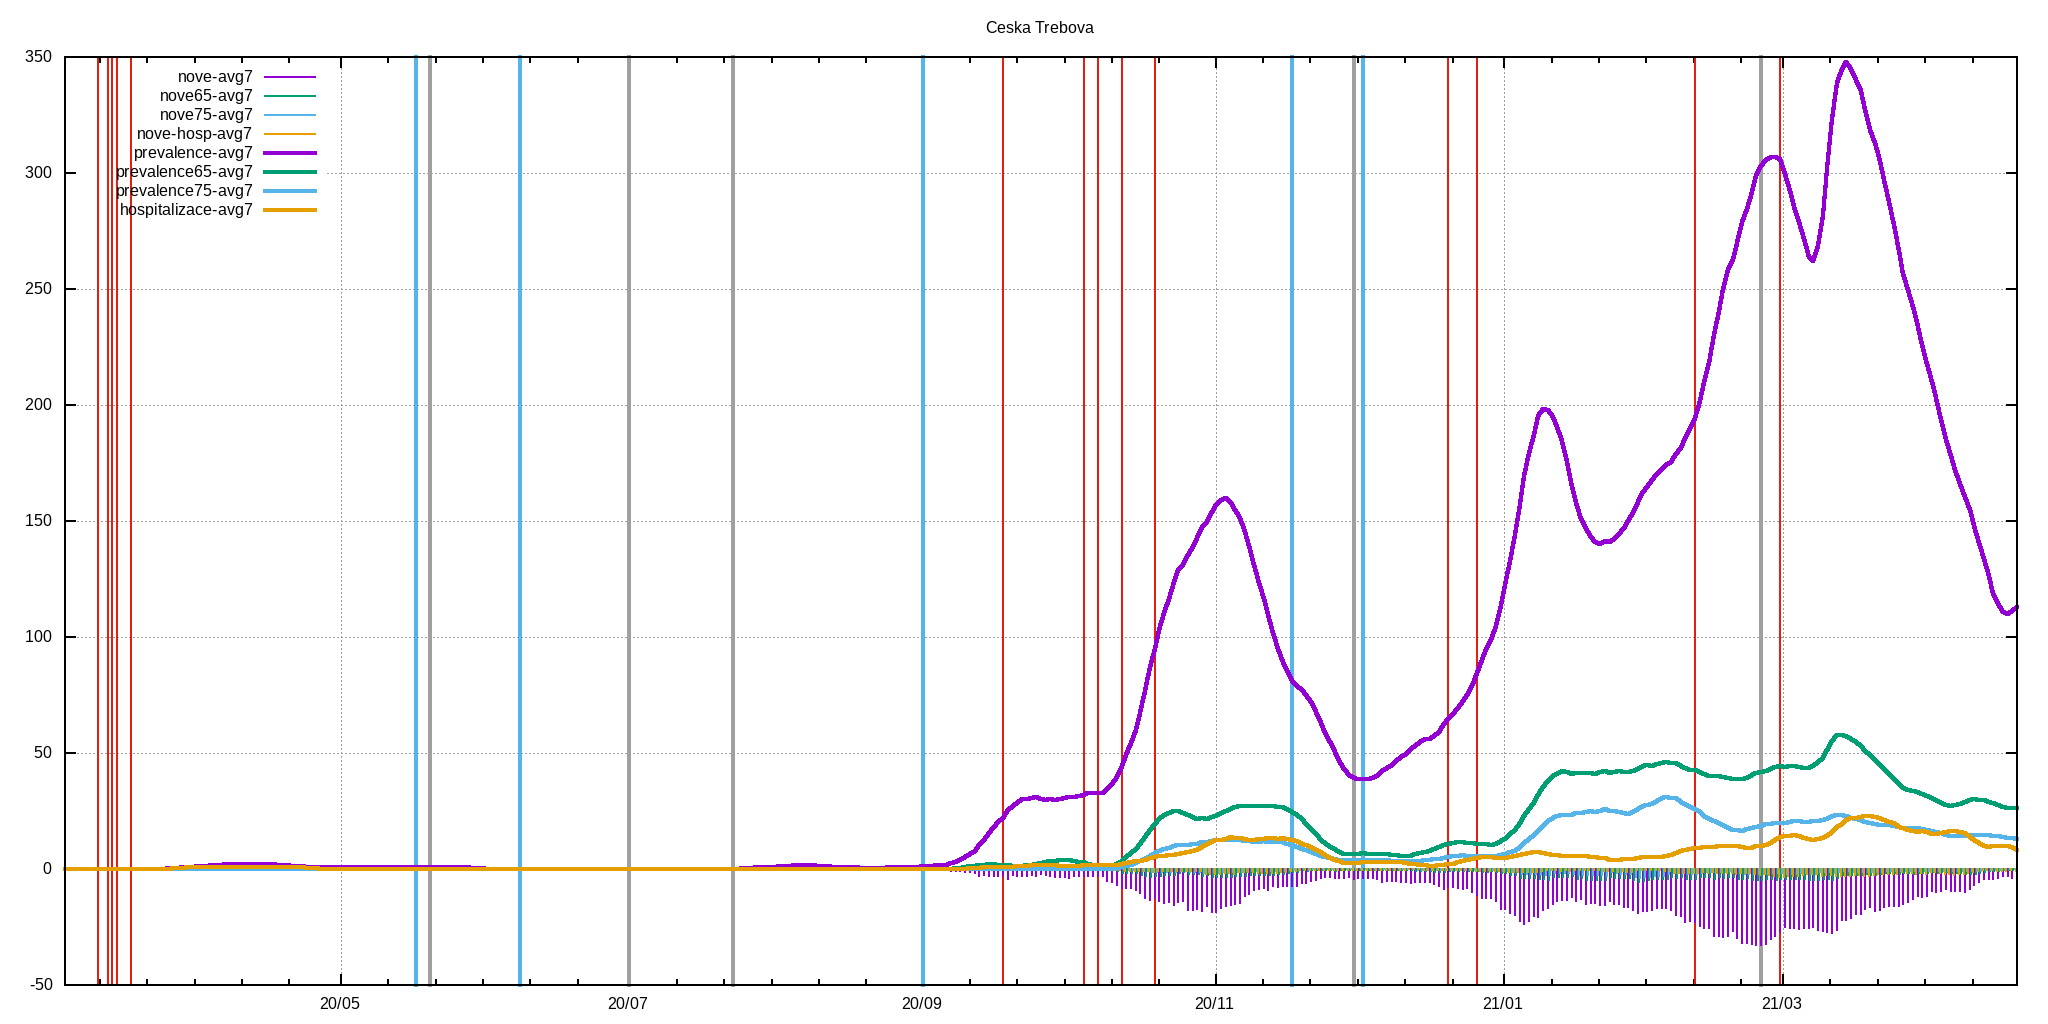 Ceska Trebova
350
300
250
200
150
100
50
0
-50
nove-avg7
nove65-avg7
nove75-avg7
nove-hosp-avg7
prevalence-avg7
prevalence65-avg7
prevalence75-avg7
hospitalizace-avg7
20/05 20/07 20/09 20/11 21/01 21/03